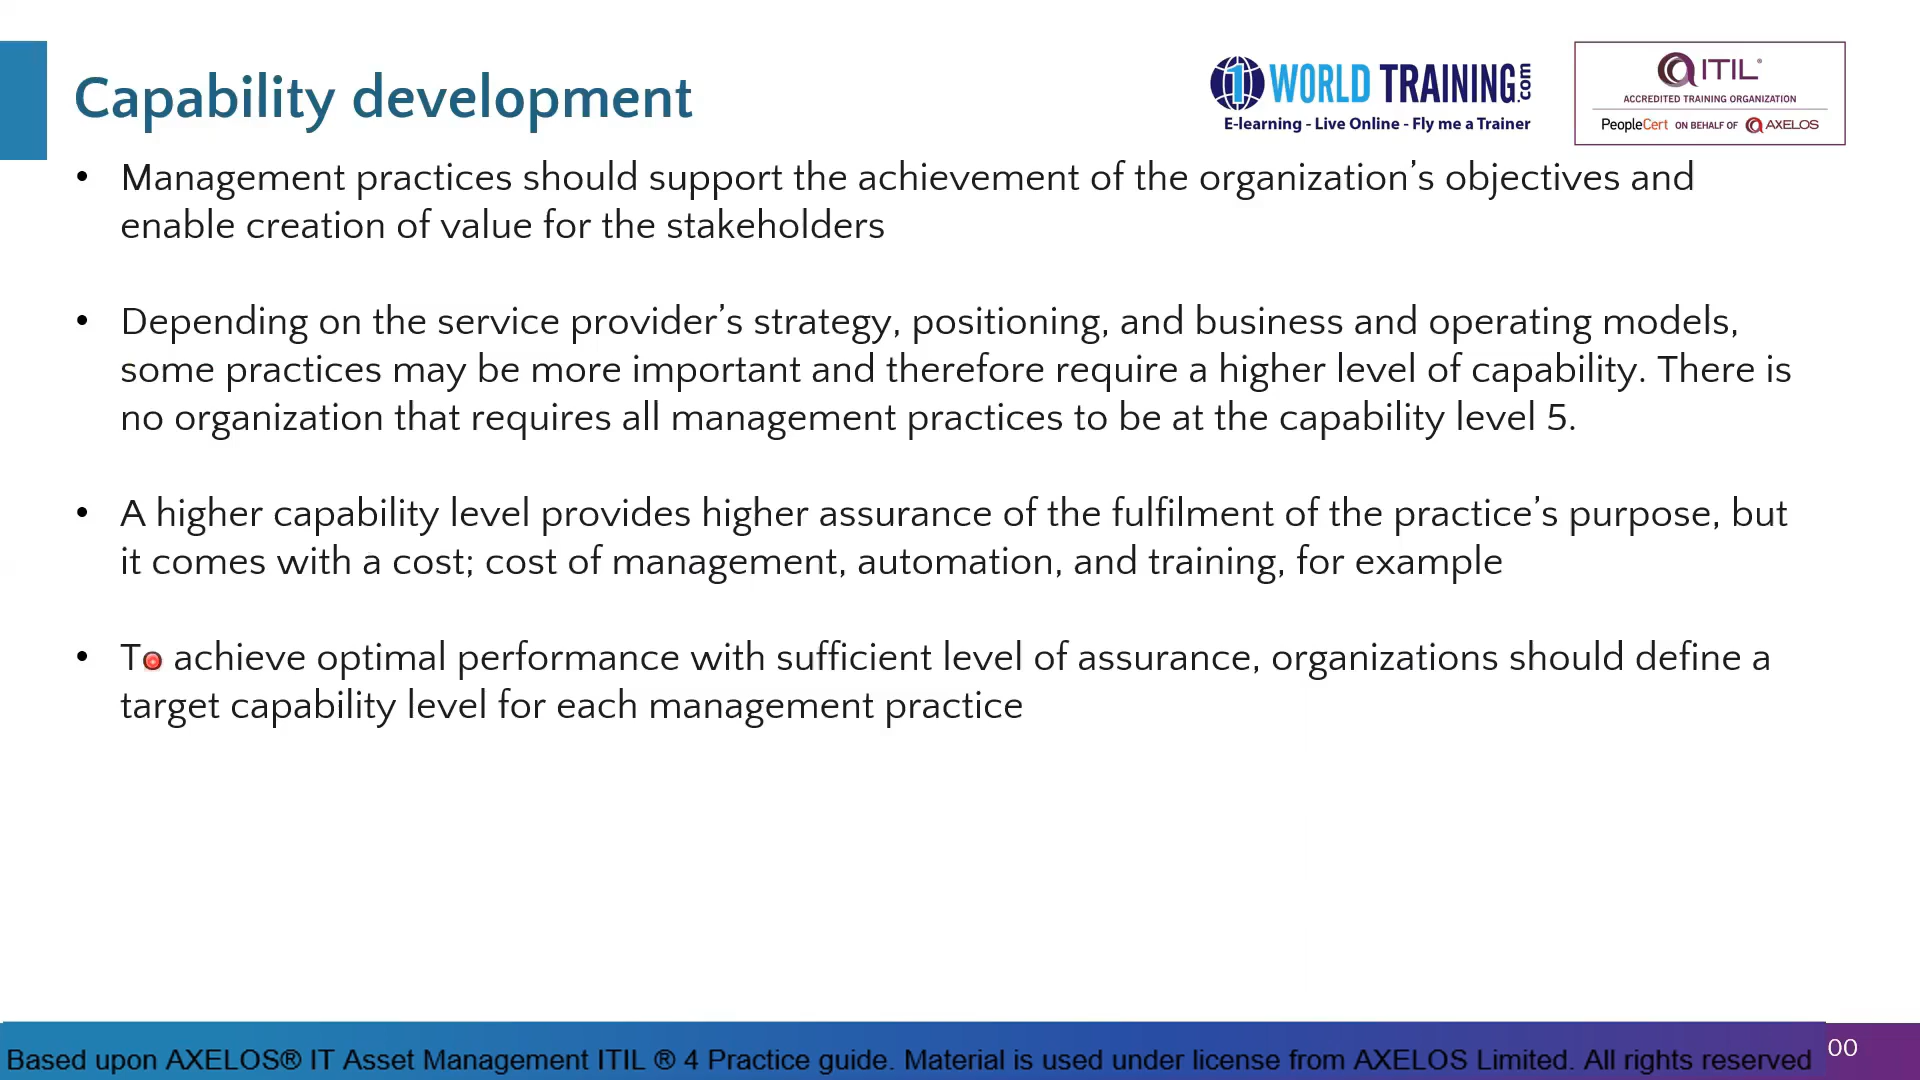 Capability development
1 WORLD TRAINING .com
E-learning - Live Online - Fly me a Trainer
ITIL®
ACCREDITED TRAINING ORGANIZATION
PeopleCert ON BEHALF OF AXELOS
• Management practices should support the achievement of the organization’s objectives and
enable creation of value for the stakeholders
• Depending on the service provider’s strategy, positioning, and business and operating models,
some practices may be more important and therefore require a higher level of capability. There is
no organization that requires all management practices to be at the capability level 5.
• A higher capability level provides higher assurance of the fulfilment of the practice’s purpose, but
it comes with a cost; cost of management, automation, and training, for example
• To achieve optimal performance with sufficient level of assurance, organizations should define a
target capability level for each management practice
Based upon AXELOS® IT Asset Management ITIL ® 4 Practice guide. Material is used under license from AXELOS Limited. All rights reserved
00